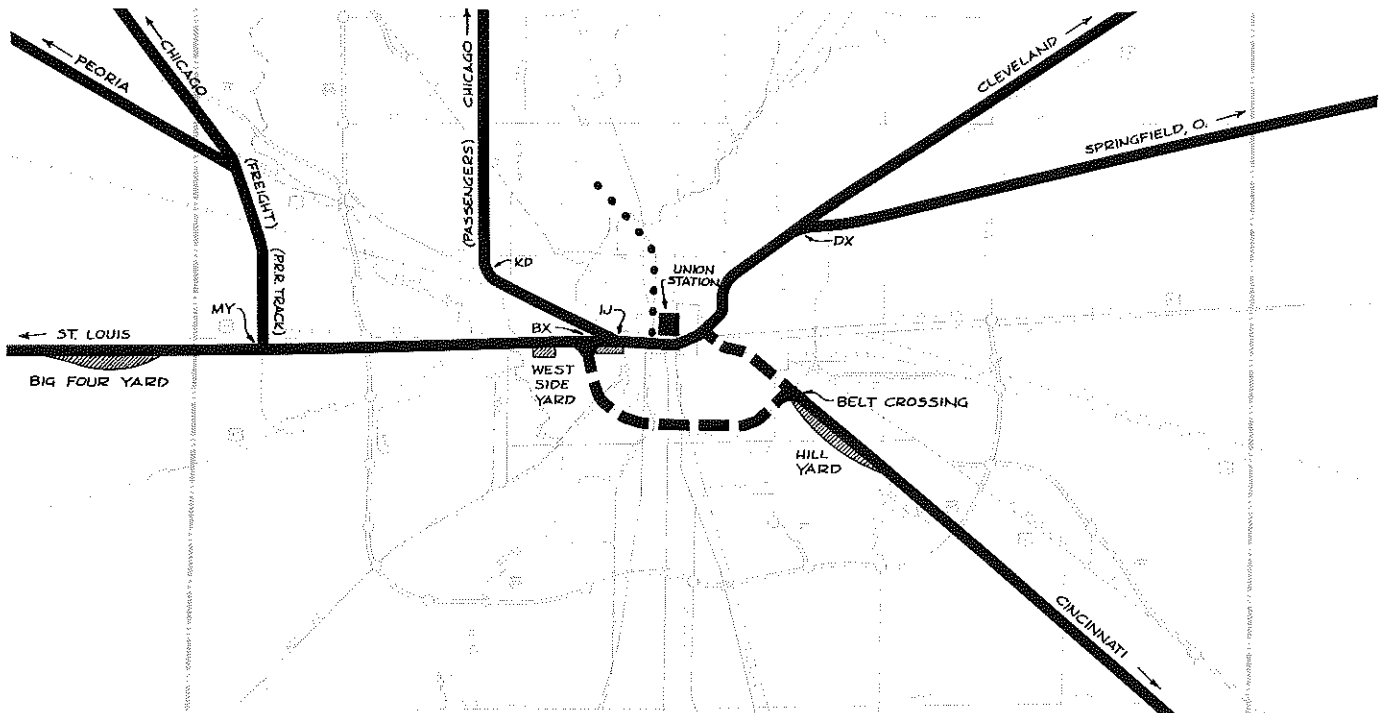 ← PEORIA
← CHICAGO
(FREIGHT)
(PRR TRACK)
(PASSENGERS) CHICAGO →
CLEVELAND →
SPRINGFIELD, O. →
KD
DX
UNION
STATION
MY
BX
IJ
← ST. LOUIS
BIG FOUR YARD
WEST
SIDE
YARD
BELT CROSSING
HILL
YARD
CINCINNATI →